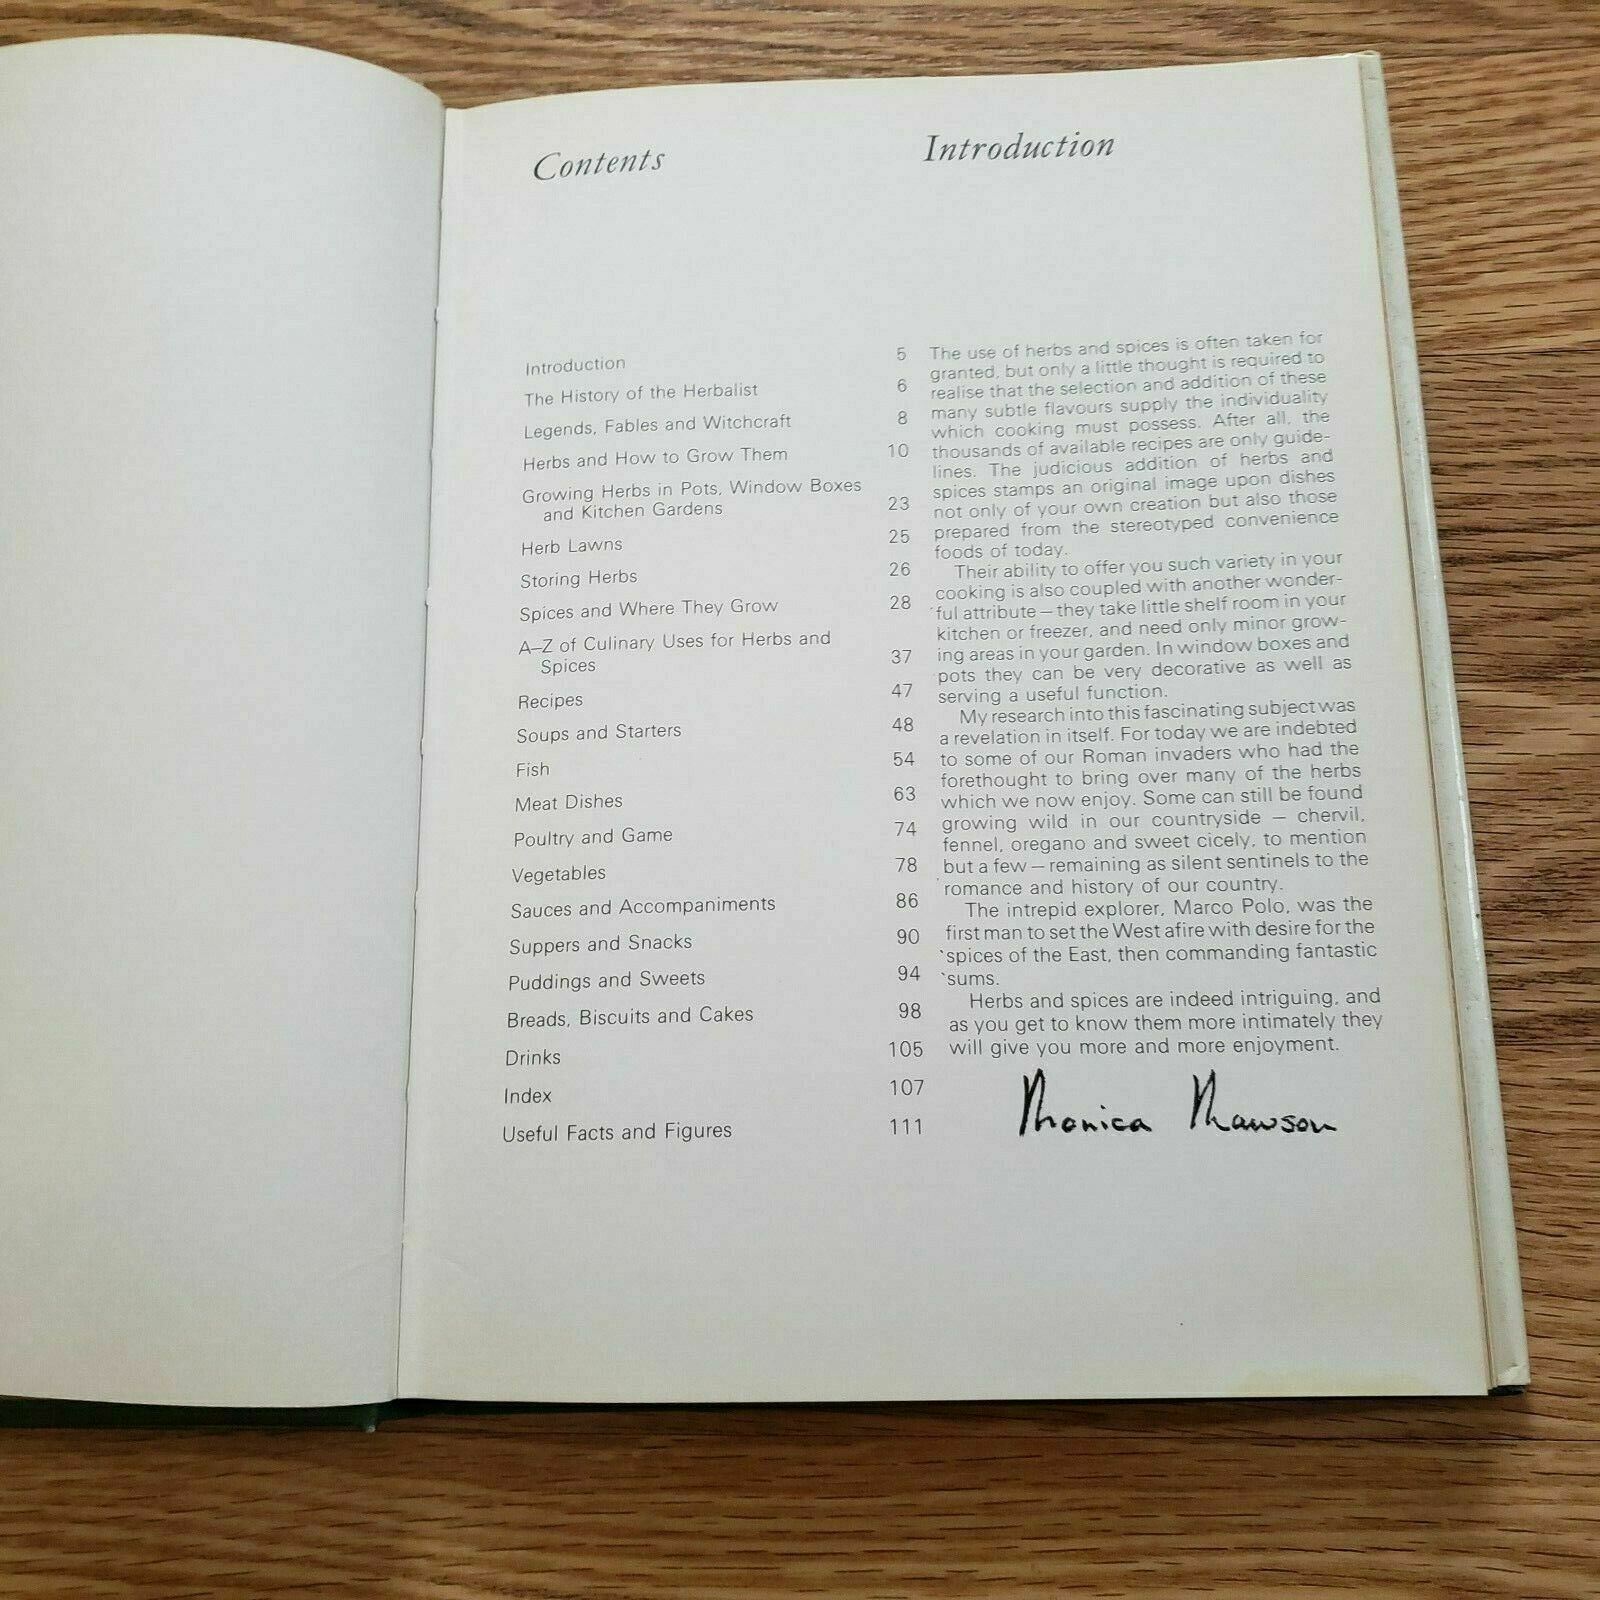 Contents
Introduction 5
The History of the Herbalist 6
Legends, Fables and Witchcraft 8
Herbs and How to Grow Them 10
Growing Herbs in Pots, Window Boxes
and Kitchen Gardens 23
Herb Lawns 25
Storing Herbs 26
Spices and Where They Grow 28
A–Z of Culinary Uses for Herbs and
Spices 37
Recipes 47
Soups and Starters 48
Fish 54
Meat Dishes 63
Poultry and Game 74
Vegetables 78
Sauces and Accompaniments 86
Suppers and Snacks 90
Puddings and Sweets 94
Breads, Biscuits and Cakes 98
Drinks 105
Index 107
Useful Facts and Figures 111
Introduction
The use of herbs and spices is often taken for
granted, but only a little thought is required to
realise that the selection and addition of these
many subtle flavours supply the individuality
which cooking must possess. After all, the
thousands of available recipes are only guide-
lines. The judicious addition of herbs and
spices stamps an original image upon dishes
not only of your own creation but also those
prepared from the stereotyped convenience
foods of today.
Their ability to offer you such variety in your
cooking is also coupled with another wonder-
ful attribute – they take little shelf room in your
kitchen or freezer, and need only minor grow-
ing areas in your garden. In window boxes and
pots they can be very decorative as well as
serving a useful function.
My research into this fascinating subject was
a revelation in itself. For today we are indebted
to some of our Roman invaders who had the
forethought to bring over many of the herbs
which we now enjoy. Some can still be found
growing wild in our countryside – chervil,
fennel, oregano and sweet cicely, to mention
but a few – remaining as silent sentinels to the
romance and history of our country.
The intrepid explorer, Marco Polo, was the
first man to set the West afire with desire for the
spices of the East, then commanding fantastic
sums.
Herbs and spices are indeed intriguing, and
as you get to know them more intimately they
will give you more and more enjoyment.
Monica Mawson